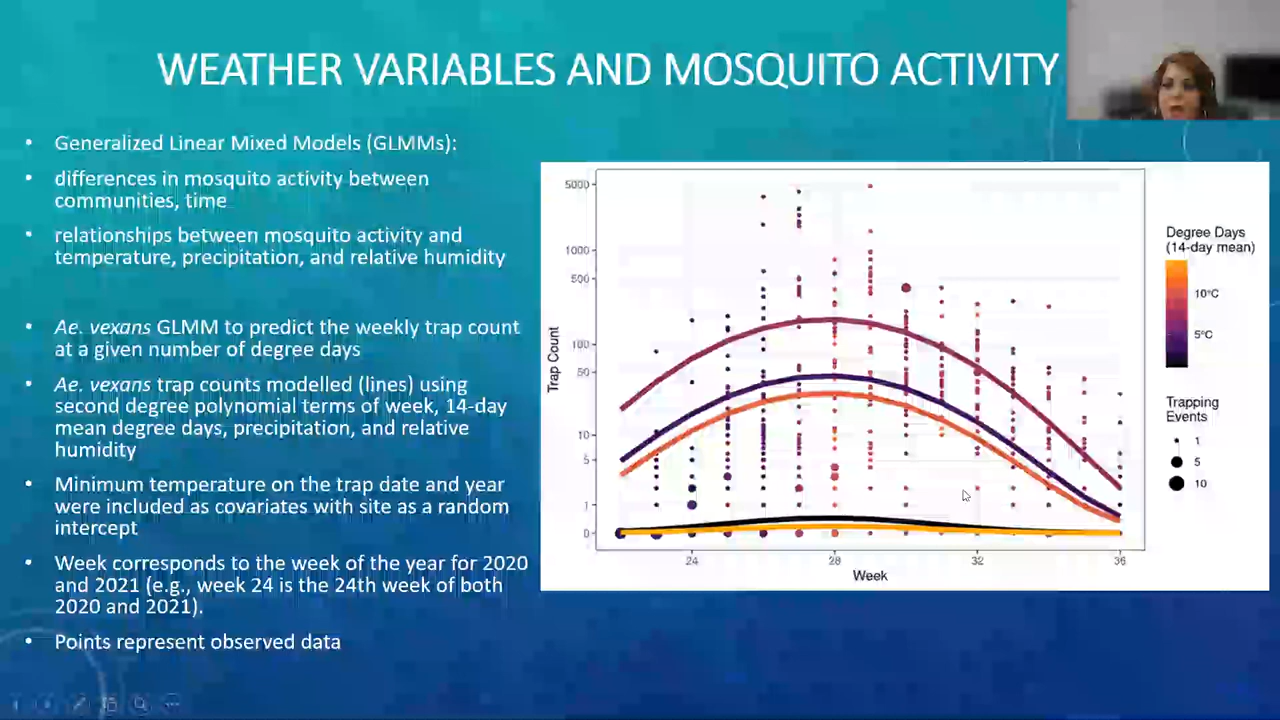 WEATHER VARIABLES AND MOSQUITO ACTIVITY
• Generalized Linear Mixed Models (GLMMs):
• differences in mosquito activity between
communities, time
• relationships between mosquito activity and
temperature, precipitation, and relative humidity
• Ae. vexans GLMM to predict the weekly trap count
at a given number of degree days
• Ae. vexans trap counts modelled (lines) using
second degree polynomial terms of week, 14-day
mean degree days, precipitation, and relative
humidity
• Minimum temperature on the trap date and year
were included as covariates with site as a random
intercept
• Week corresponds to the week of the year for 2020
and 2021 (e.g., week 24 is the 24th week of both
2020 and 2021).
• Points represent observed data
Trap Count
5000
1000
500
100
50
10
5
1
0
24
28
32
36
Week
Degree Days
(14-day mean)
10°C
5°C
Trapping
Events
1
5
10